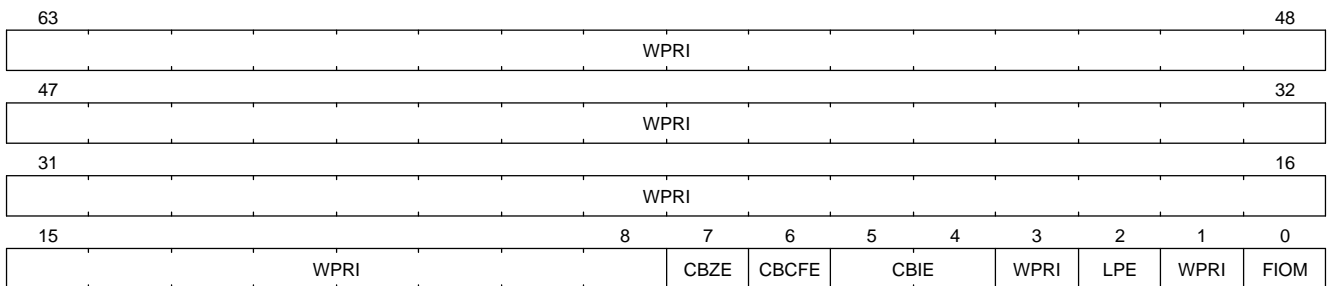 63 48
WPRI
47 32
WPRI
31 16
WPRI
15 8 7 6 5 4 3 2 1 0
WPRI CBZE CBCFE CBIE WPRI LPE WPRI FIOM